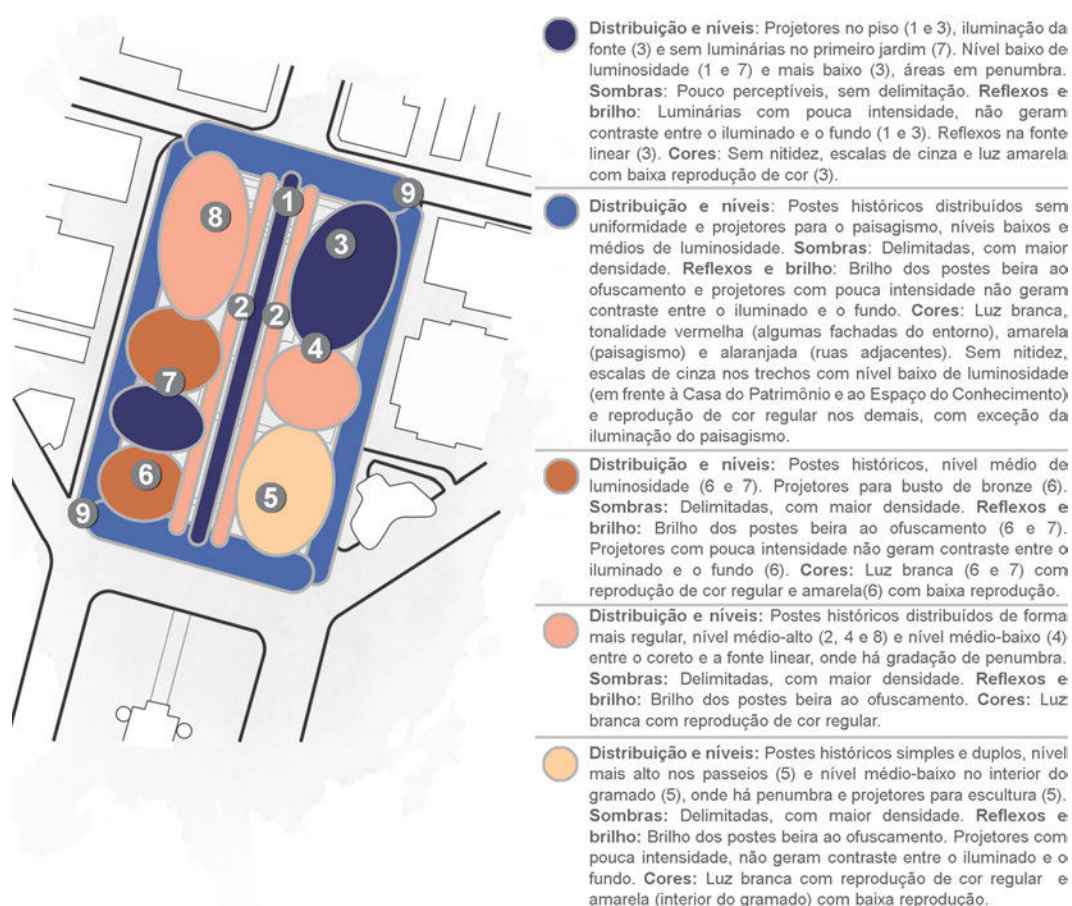 Distribuição e níveis: Projetores no piso (1 e 3), iluminação da
fonte (3) e sem luminárias no primeiro jardim (7). Nível baixo de
luminosidade (1 e 7) e mais baixo (3), áreas em penumbra.
Sombras: Pouco perceptíveis, sem delimitação. Reflexos e
brilho: Luminárias com pouca intensidade, não geram
contraste entre o iluminado e o fundo (1 e 3). Reflexos na fonte
linear (3). Cores: Sem nitidez, escalas de cinza e luz amarela
com baixa reprodução de cor (3).
Distribuição e níveis: Postes históricos distribuídos sem
uniformidade e projetores para o paisagismo, níveis baixos e
médios de luminosidade. Sombras: Delimitadas, com maior
densidade. Reflexos e brilho: Brilho dos postes beira ao
ofuscamento e projetores com pouca intensidade não geram
contraste entre o iluminado e o fundo. Cores: Luz branca,
tonalidade vermelha (algumas fachadas do entorno), amarela
(paisagismo) e alaranjada (ruas adjacentes). Sem nitidez,
escalas de cinza nos trechos com nível baixo de luminosidade
(em frente à Casa do Patrimônio e ao Espaço do Conhecimento)
e reprodução de cor regular nos demais, com exceção da
iluminação do paisagismo.
Distribuição e níveis: Postes históricos, nível médio de
luminosidade (6 e 7). Projetores para busto de bronze (6).
Sombras: Delimitadas, com maior densidade. Reflexos e
brilho: Brilho dos postes beira ao ofuscamento (6 e 7).
Projetores com pouca intensidade não geram contraste entre o
iluminado e o fundo (6). Cores: Luz branca (6 e 7) com
reprodução de cor regular e amarela(6) com baixa reprodução.
Distribuição e níveis: Postes históricos distribuídos de forma
mais regular, nível médio-alto (2, 4 e 8) e nível médio-baixo (4)
entre o coreto e a fonte linear, onde há gradação de penumbra.
Sombras: Delimitadas, com maior densidade. Reflexos e
brilho: Brilho dos postes beira ao ofuscamento. Cores: Luz
branca com reprodução de cor regular.
Distribuição e níveis: Postes históricos simples e duplos, nível
mais alto nos passeios (5) e nível médio-baixo no interior do
gramado (5), onde há penumbra e projetores para escultura (5).
Sombras: Delimitadas, com maior densidade. Reflexos e
brilho: Brilho dos postes beira ao ofuscamento. Projetores com
pouca intensidade, não geram contraste entre o iluminado e o
fundo. Cores: Luz branca com reprodução de cor regular e
amarela (interior do gramado) com baixa reprodução.
9
1
8
3
2
2
4
7
6
5
9